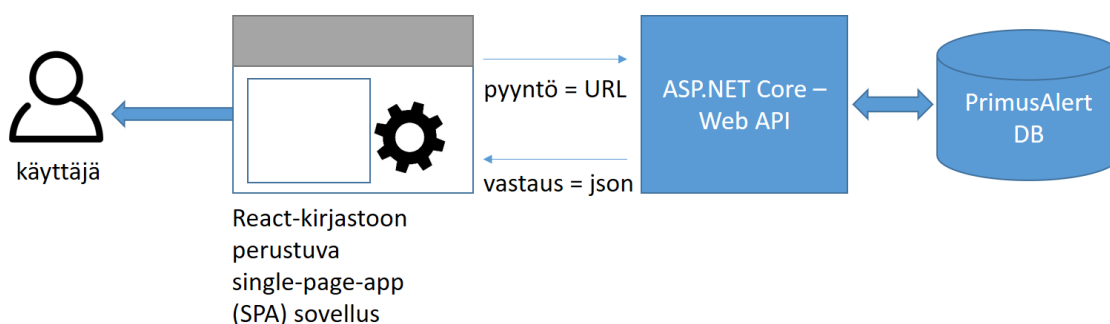 käyttäjä
React-kirjastoon
perustuva
single-page-app
(SPA) sovellus
pyyntö = URL
vastaus = json
ASP.NET Core –
Web API
PrimusAlert
DB